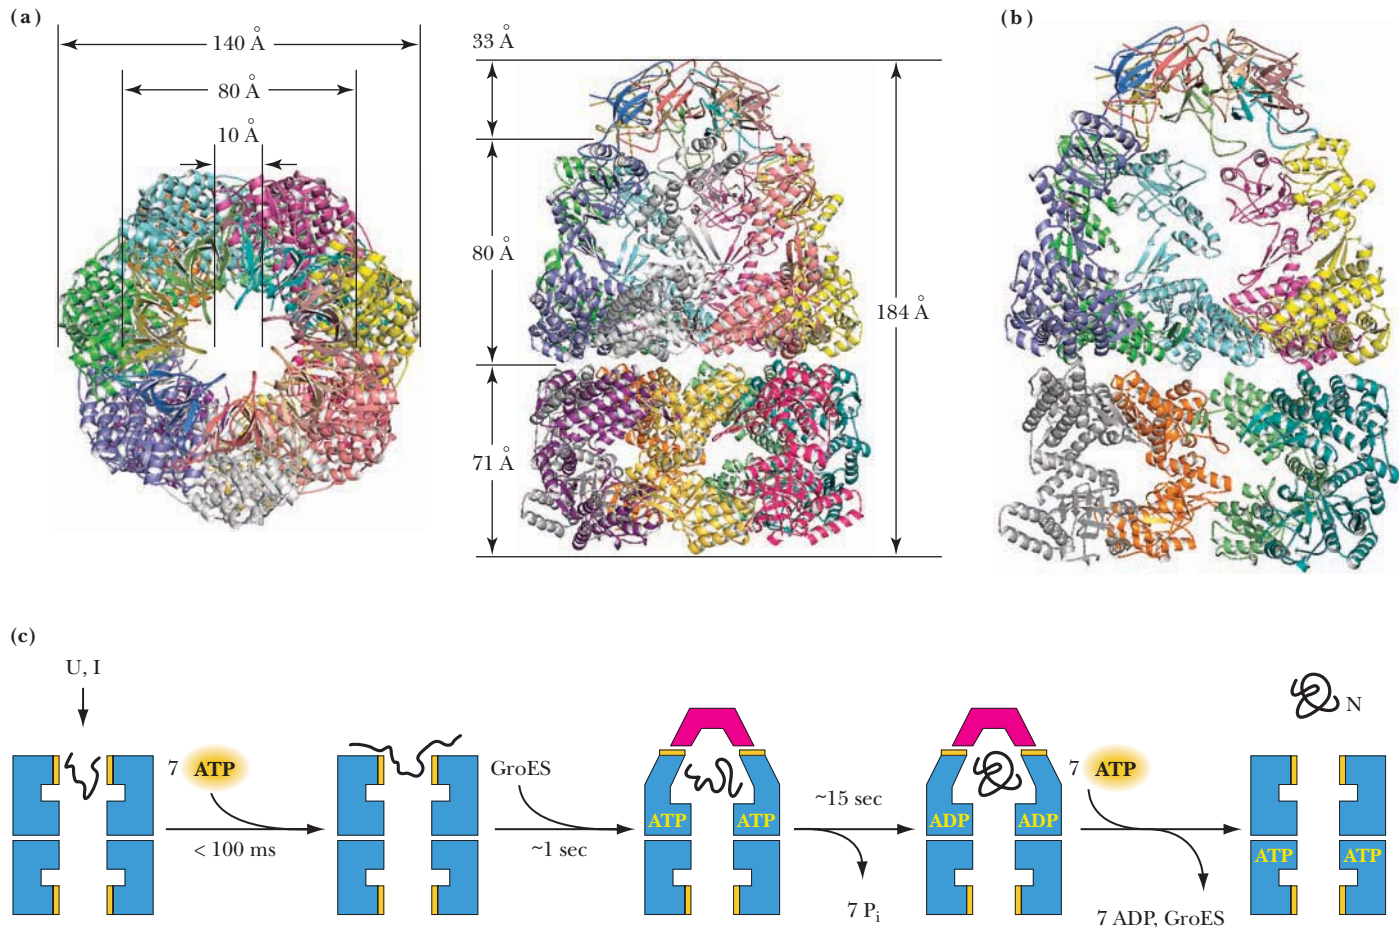 (a)
140 Å
80 Å
10 Å
33 Å
80 Å
71 Å
184 Å
(b)
(c)
U, I
7 ATP
< 100 ms
GroES
~1 sec
ATP ATP
~15 sec
7 Pi
ADP ADP
7 ATP
7 ADP, GroES
N
ATP ATP